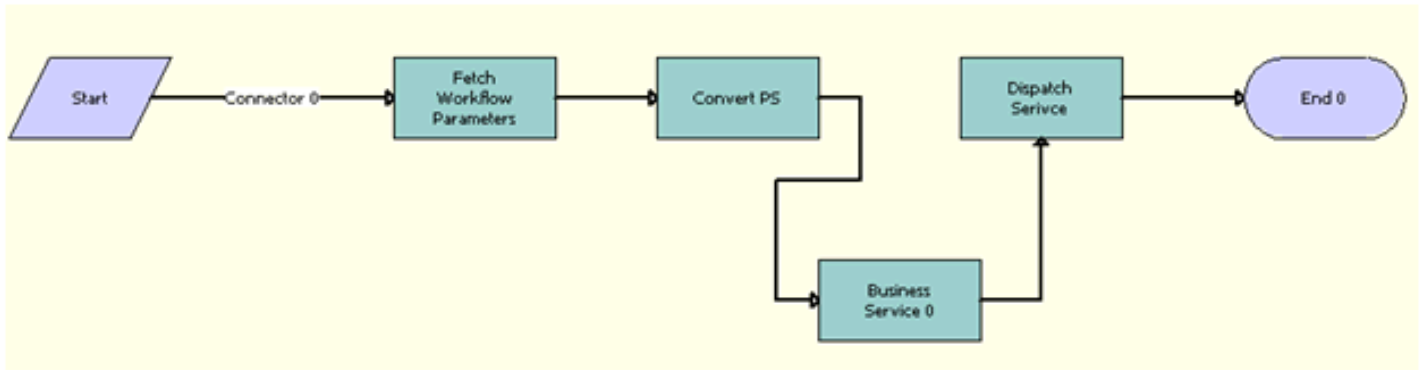 Start
Connector 0
Fetch
Workflow
Parameters
Convert PS
Dispatch
Serivce
End 0
Business
Service 0